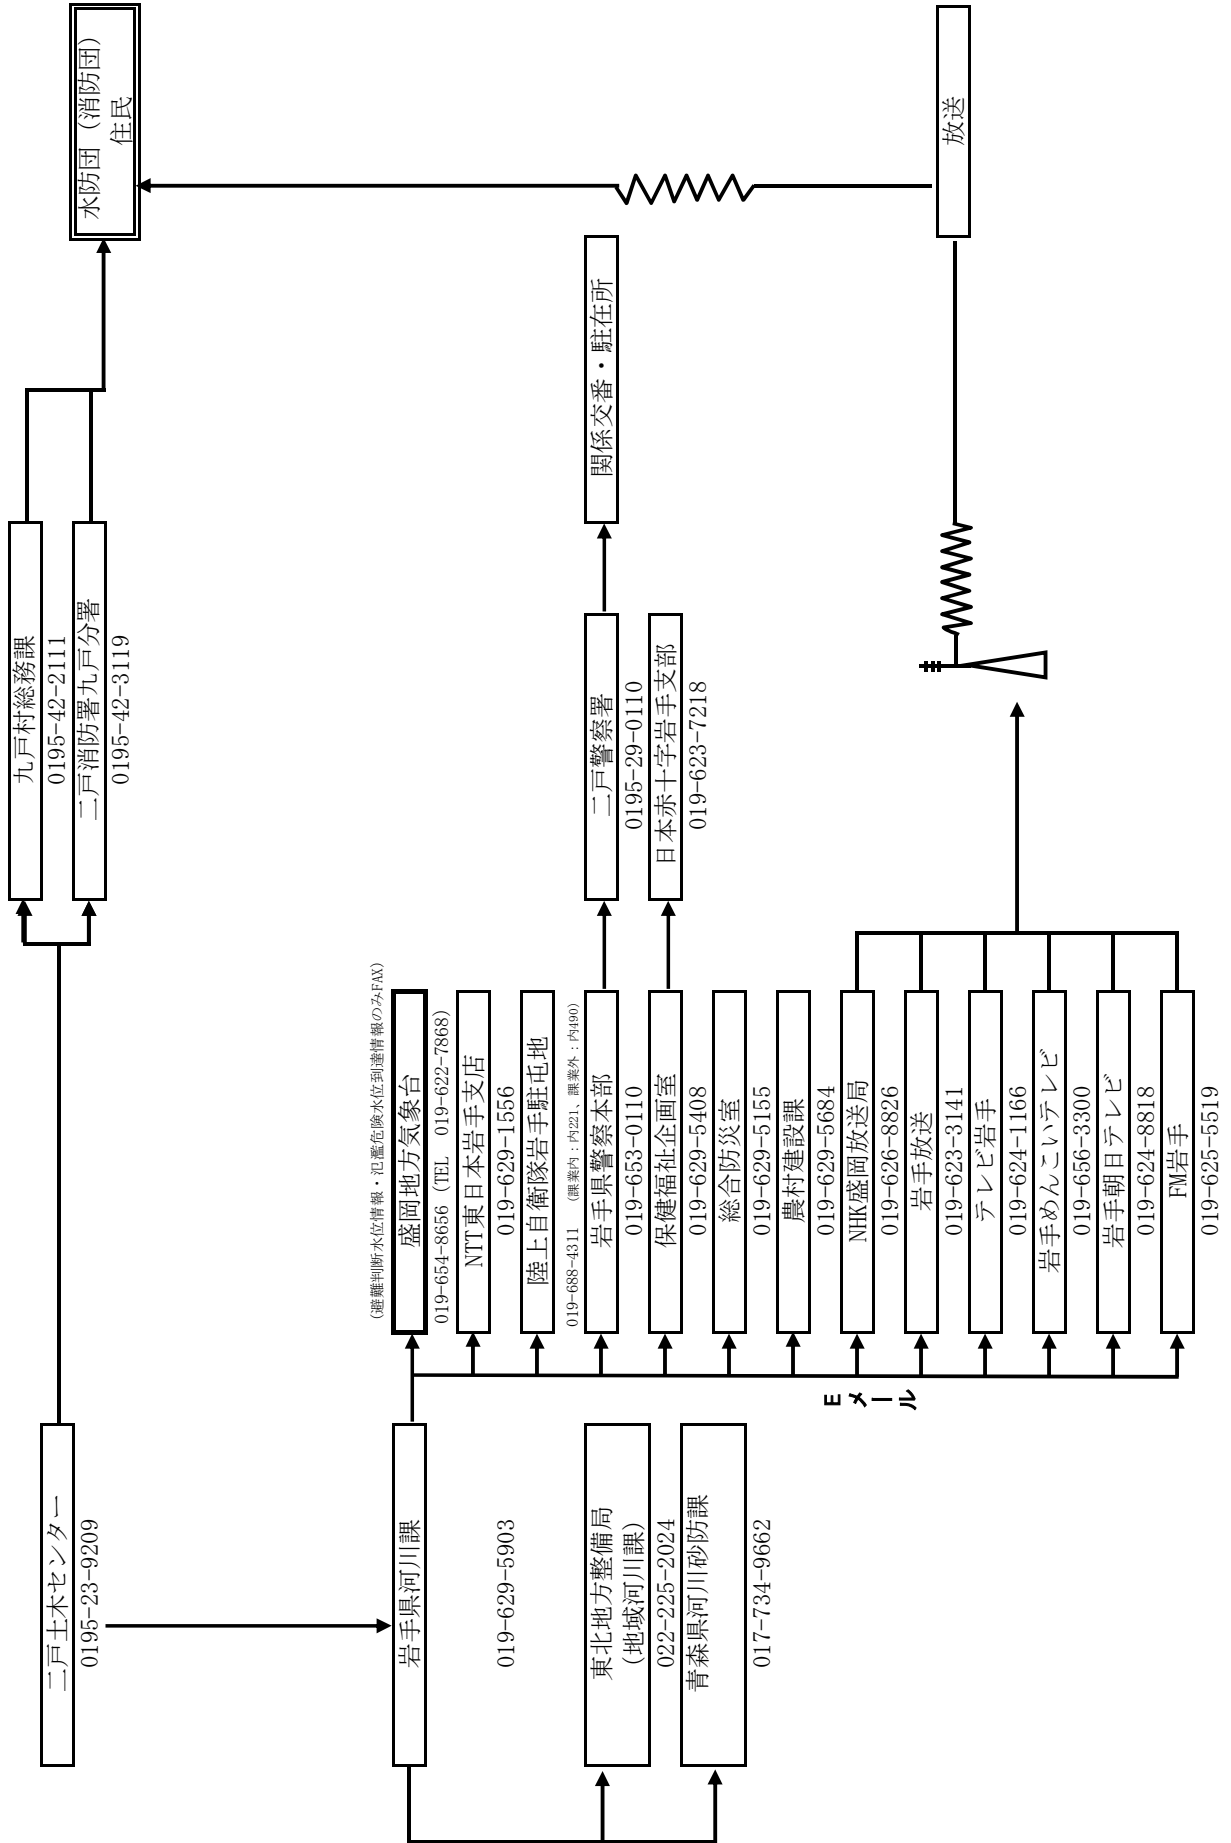 二戸土木センター
0195-23-9209
九戸村総務課
0195-42-2111
二戸消防署九戸分署
0195-42-3119
水防団（消防団）
住民
岩手県河川課
019-629-5903
東北地方整備局
（地域河川課）
022-225-2024
青森県河川砂防課
017-734-9662
Eメール
（避難判断水位情報・氾濫危険水位到達情報のみFAX）
盛岡地方気象台
019-654-8656（TEL　019-622-7868）
NTT東日本岩手支店
019-629-1556
陸上自衛隊岩手駐屯地
019-688-4311　（課業内：内221、課業外：内490）
岩手県警察本部
019-653-0110
保健福祉企画室
019-629-5408
総合防災室
019-629-5155
農村建設課
019-629-5684
NHK盛岡放送局
019-626-8826
岩手放送
019-623-3141
テレビ岩手
019-624-1166
岩手めんこいテレビ
019-656-3300
岩手朝日テレビ
019-624-8818
FM岩手
019-625-5519
二戸警察署
0195-29-0110
日本赤十字岩手支部
019-623-7218
関係交番・駐在所
放送